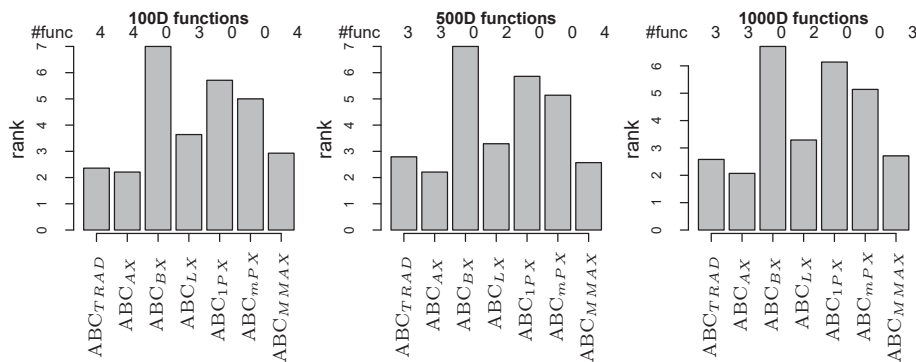 100D functions
#func 4 4 0 3 0 0 4
rank
0 1 2 3 4 5 6 7
ABC_TRAD
ABC_AX
ABC_BX
ABC_LX
ABC_1PX
ABC_mPX
ABC_MMAX
500D functions
#func 3 3 0 2 0 0 4
rank
0 1 2 3 4 5 6 7
ABC_TRAD
ABC_AX
ABC_BX
ABC_LX
ABC_1PX
ABC_mPX
ABC_MMAX
1000D functions
#func 3 3 0 2 0 0 3
rank
0 1 2 3 4 5 6
ABC_TRAD
ABC_AX
ABC_BX
ABC_LX
ABC_1PX
ABC_mPX
ABC_MMAX